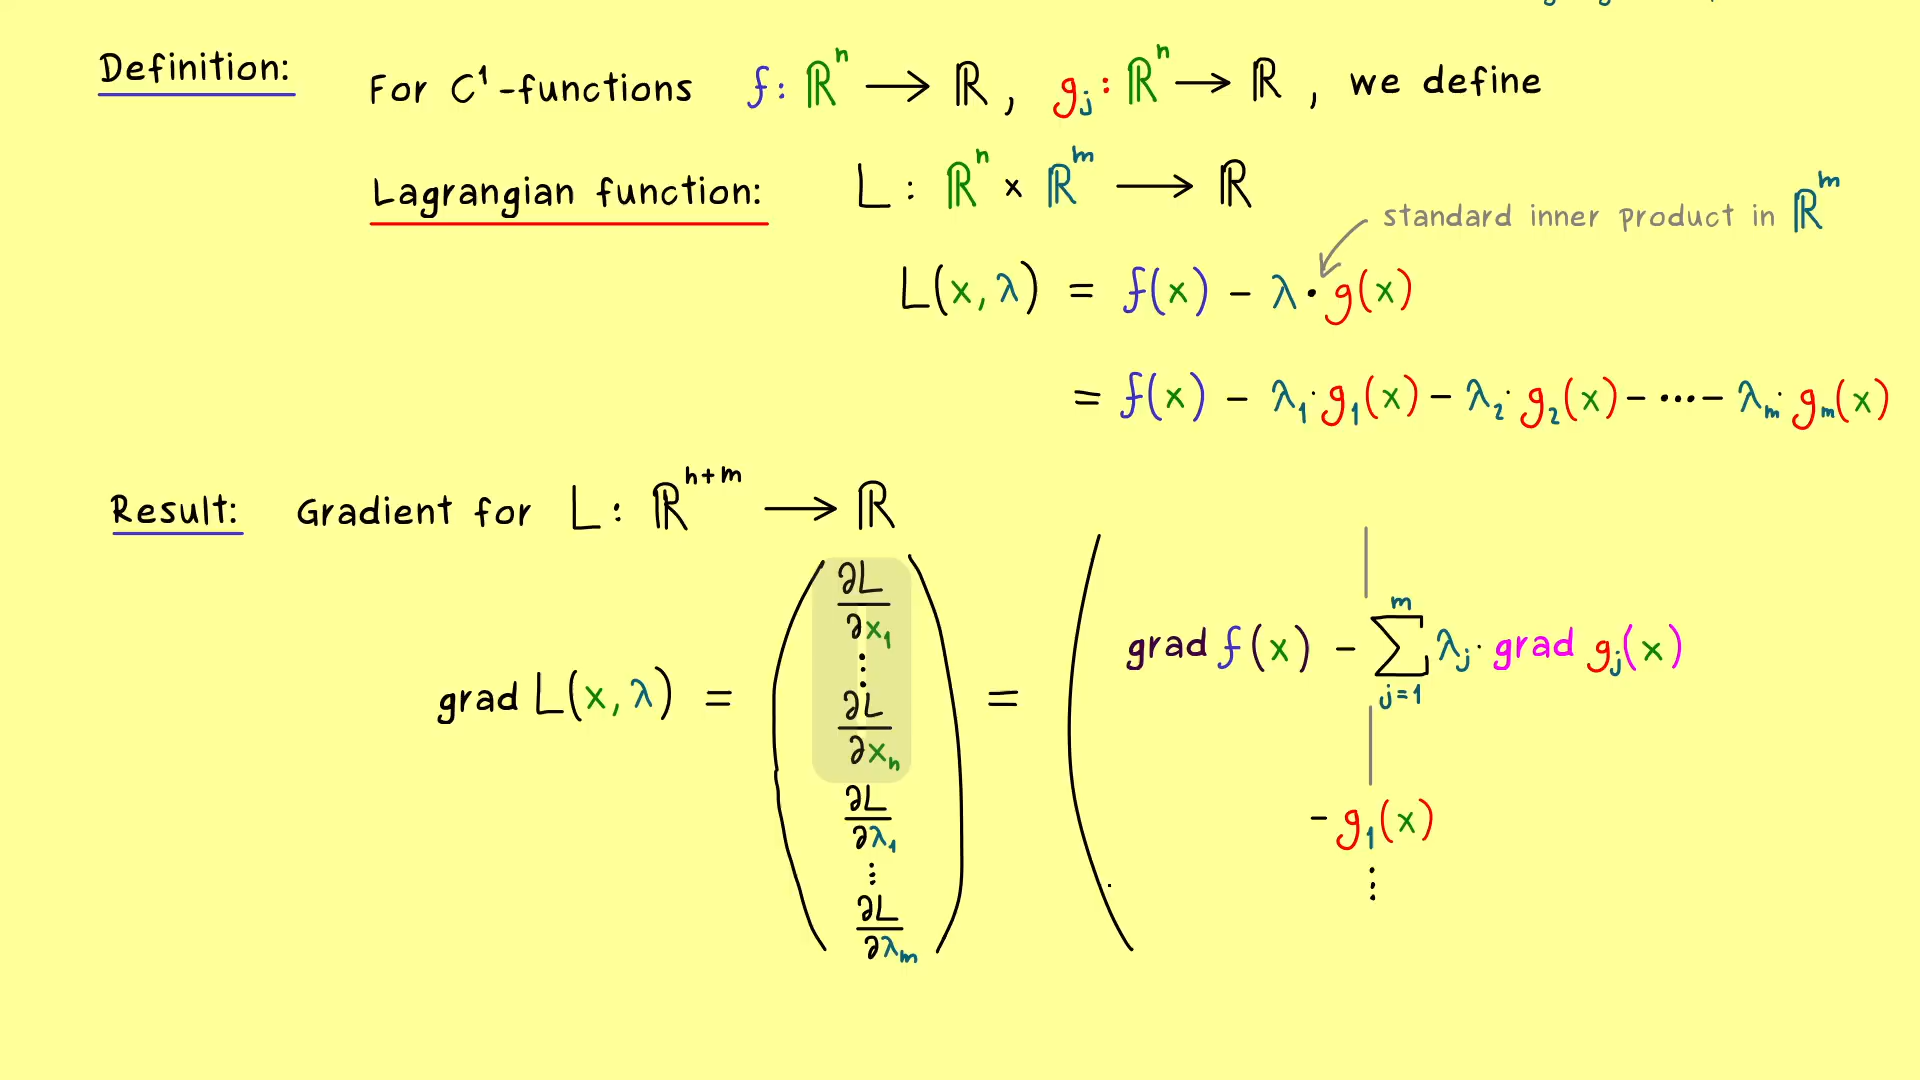 Definition: For C¹-functions f: ℝⁿ ⟶ ℝ, gⱼ: ℝⁿ ⟶ ℝ, we define
Lagrangian function: L: ℝⁿ × ℝᵐ ⟶ ℝ
standard inner product in ℝᵐ
L(x, λ) = f(x) - λ · g(x)
= f(x) - λ₁·g₁(x) - λ₂·g₂(x) - ··· - λₘ·gₘ(x)
Result: Gradient for L: ℝⁿ⁺ᵐ ⟶ ℝ
grad L(x, λ) = ( ∂L/∂x₁ ⋮ ∂L/∂xₙ ∂L/∂λ₁ ⋮ ∂L/∂λₘ ) = ( grad f(x) - ∑ⱼ₌₁ᵐ λⱼ· grad gⱼ(x)
-g₁(x)
⋮